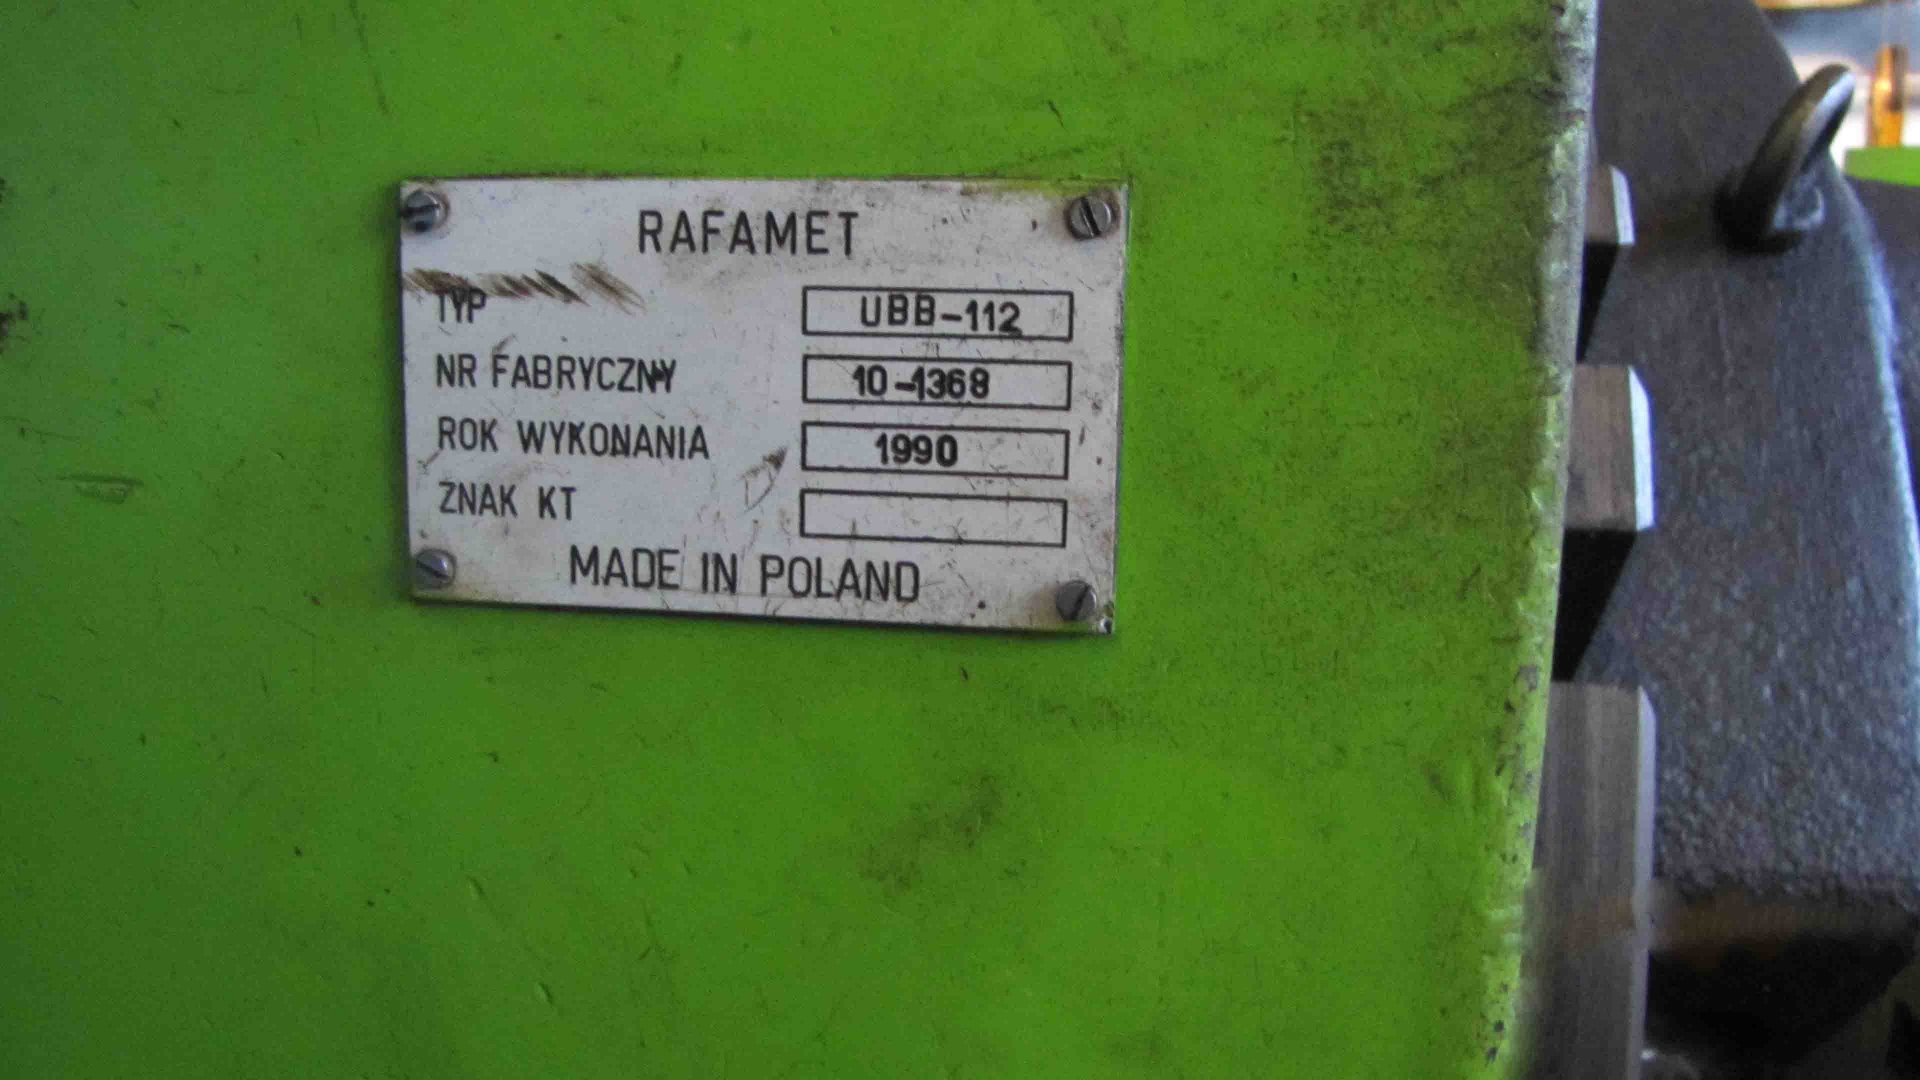 RAFAMET
TYP UBB-112
NR FABRYCZNY 10-1368
ROK WYKONANIA 1990
ZNAK KT
MADE IN POLAND